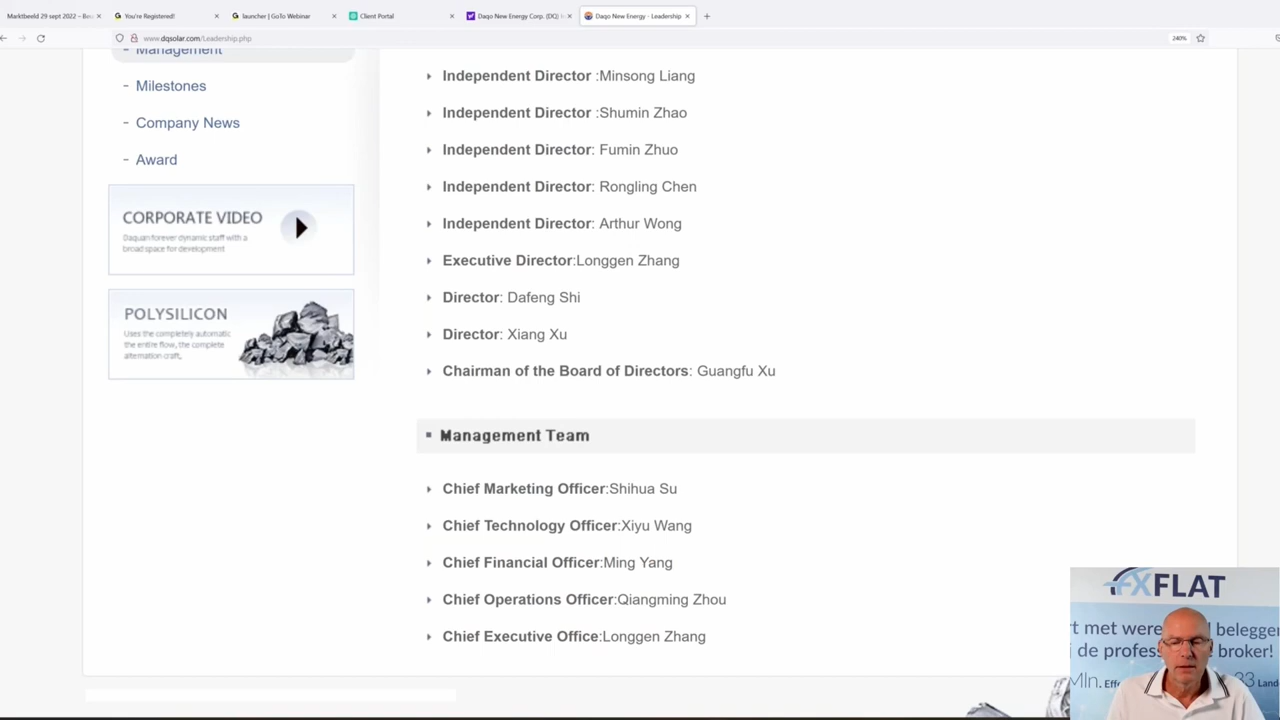 Marktbeeld 29 sept 2022 – Be
You're Registered!
launcher | GoTo Webinar
Client Portal
Daqo New Energy Corp. (DQ)
Daqo New Energy - Leadership
www.dqsolar.com/Leadership.php
240%
Management
- Milestones
- Company News
- Award
CORPORATE VIDEO
Daquan forever dynamic staff with a
broad space for development
POLYSILICON
Uses the completely automatic
the entire flow, the complete
alternation craft.
Independent Director :Minsong Liang
Independent Director :Shumin Zhao
Independent Director: Fumin Zhuo
Independent Director: Rongling Chen
Independent Director: Arthur Wong
Executive Director:Longgen Zhang
Director: Dafeng Shi
Director: Xiang Xu
Chairman of the Board of Directors: Guangfu Xu
Management Team
Chief Marketing Officer:Shihua Su
Chief Technology Officer:Xiyu Wang
Chief Financial Officer:Ming Yang
Chief Operations Officer:Qiangming Zhou
Chief Executive Office:Longgen Zhang
FXFLAT
rt met were d belegge
j de profes e broker!
Mln. Effe 33 Land